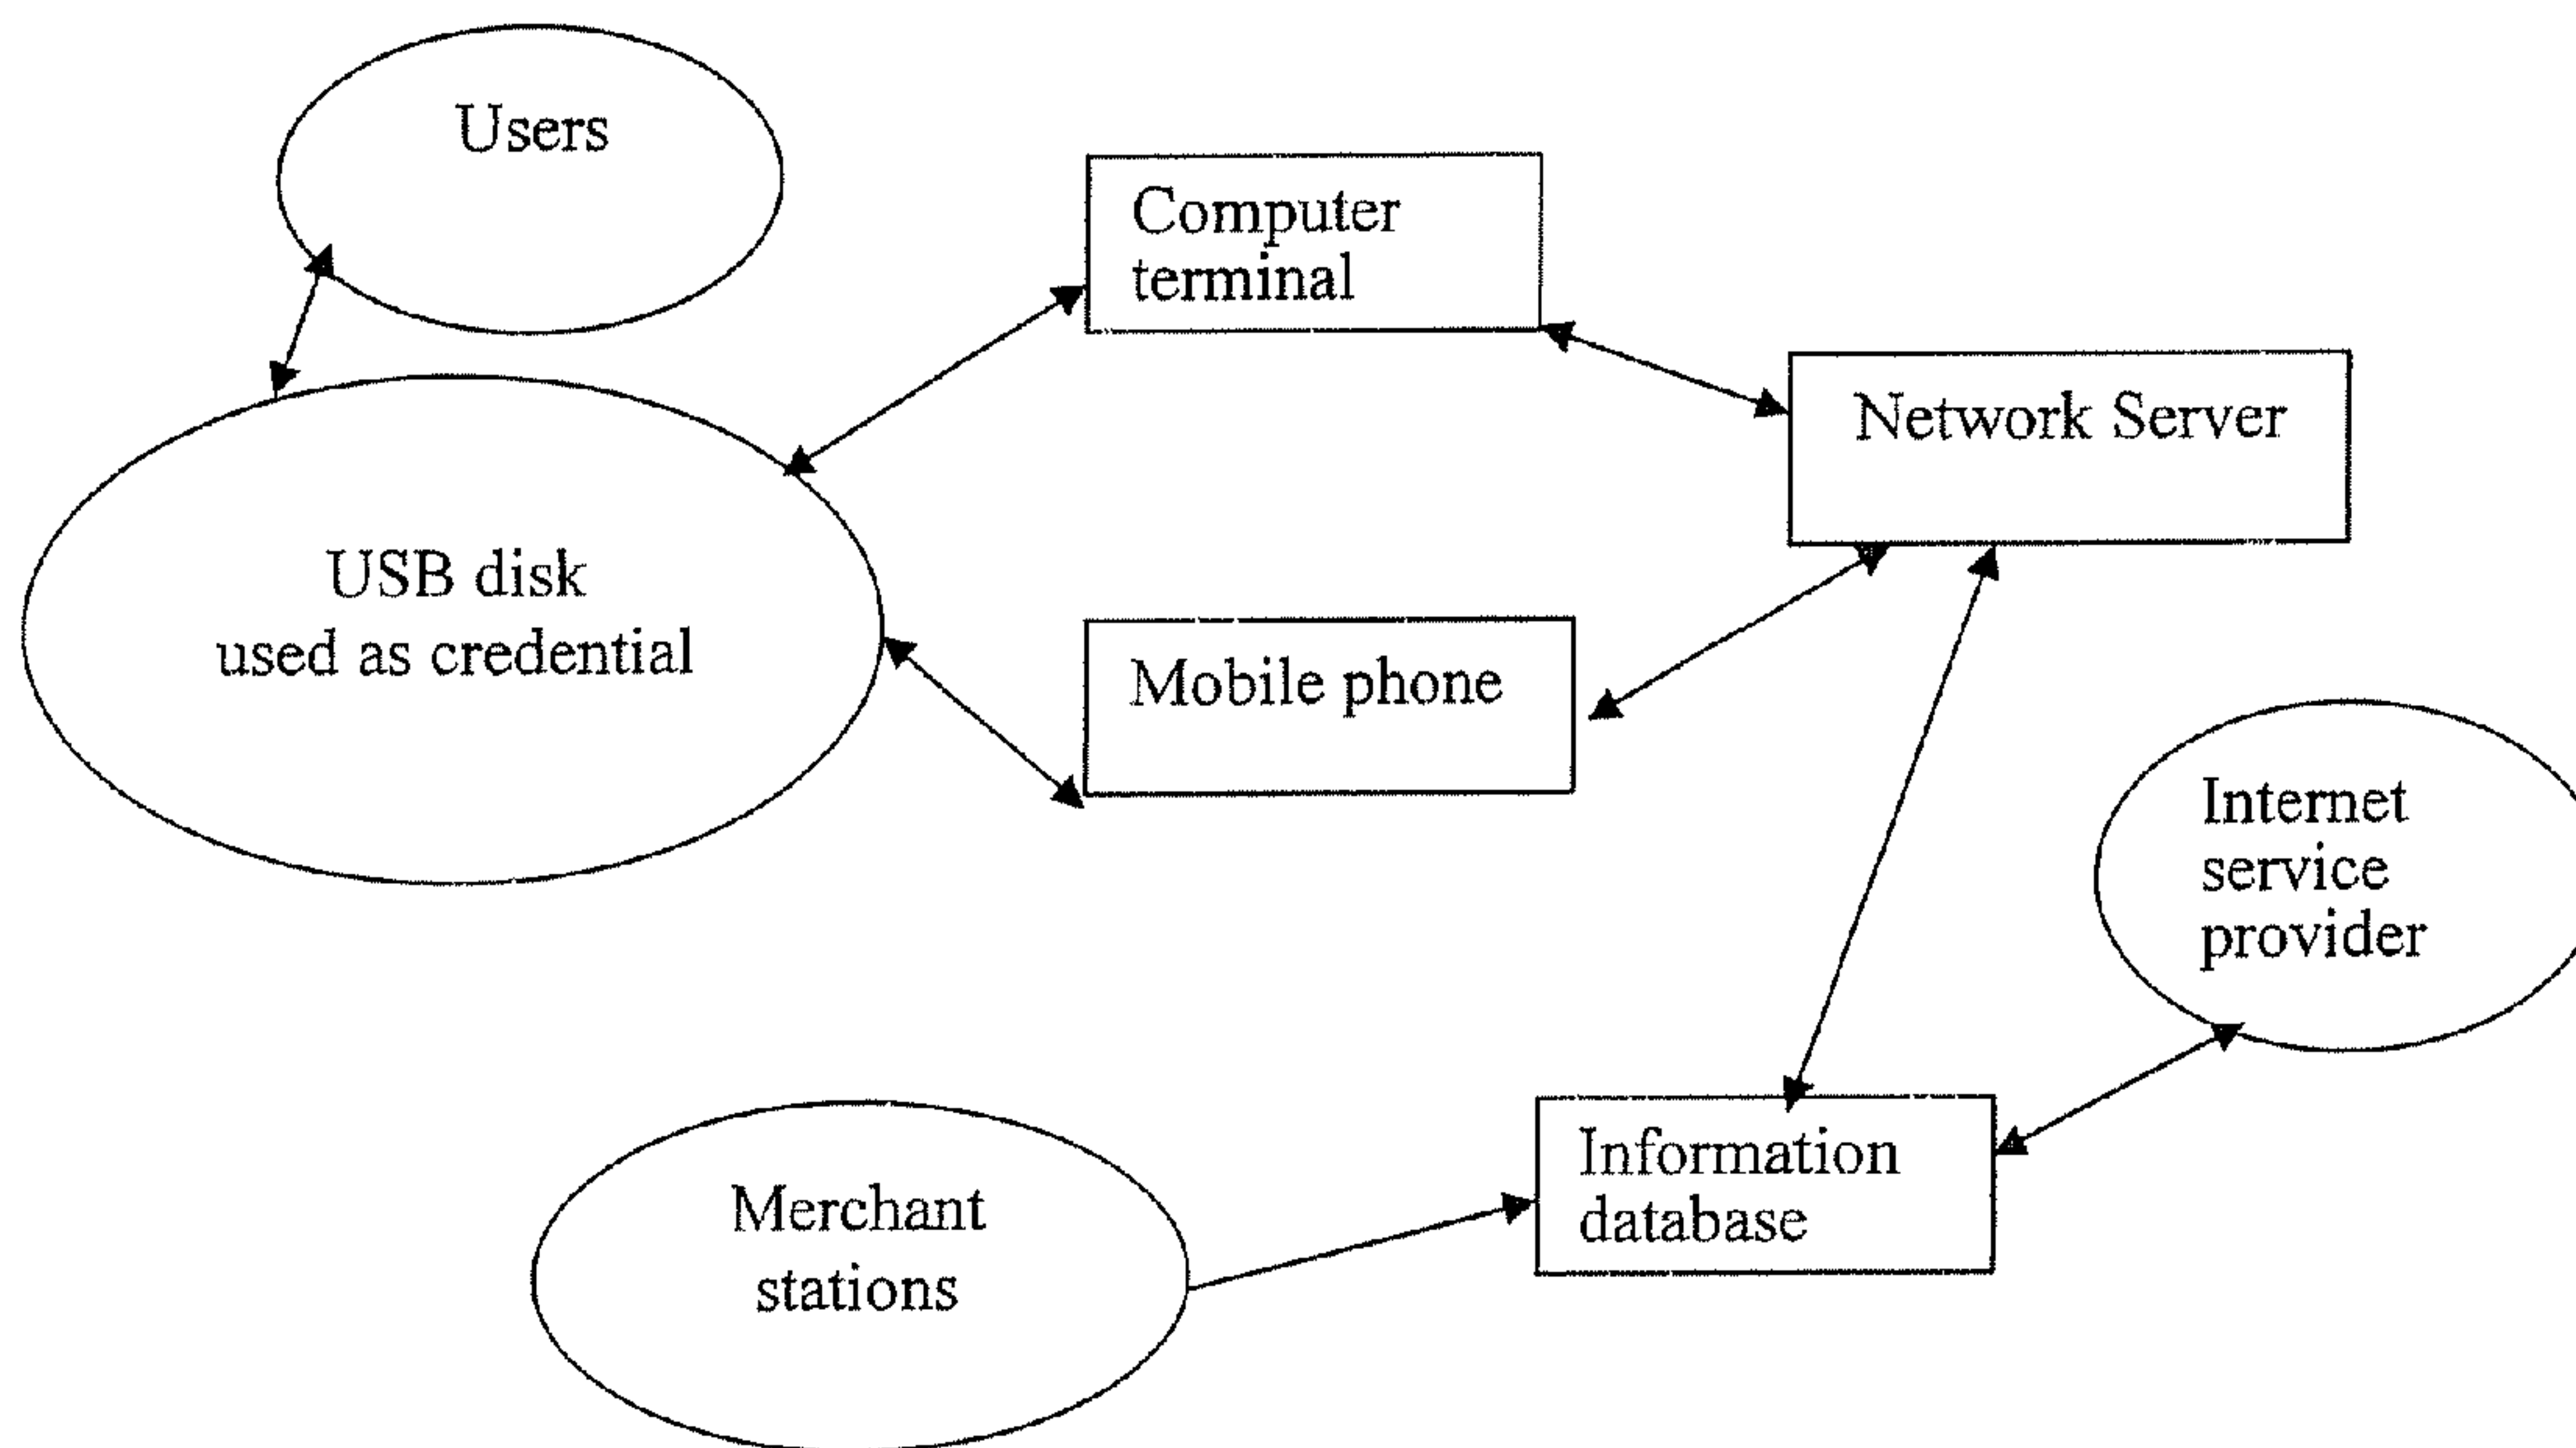 Users
Computer
terminal
Network Server
USB disk
used as credential
Mobile phone
Internet
service
provider
Merchant
stations
Information
database